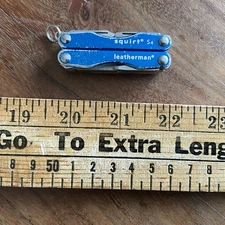 squirt® S4
leatherman®
19 20 21 22 23
Go To Extra Leng
8 9 50 1 2 3 4 5 6 7 8